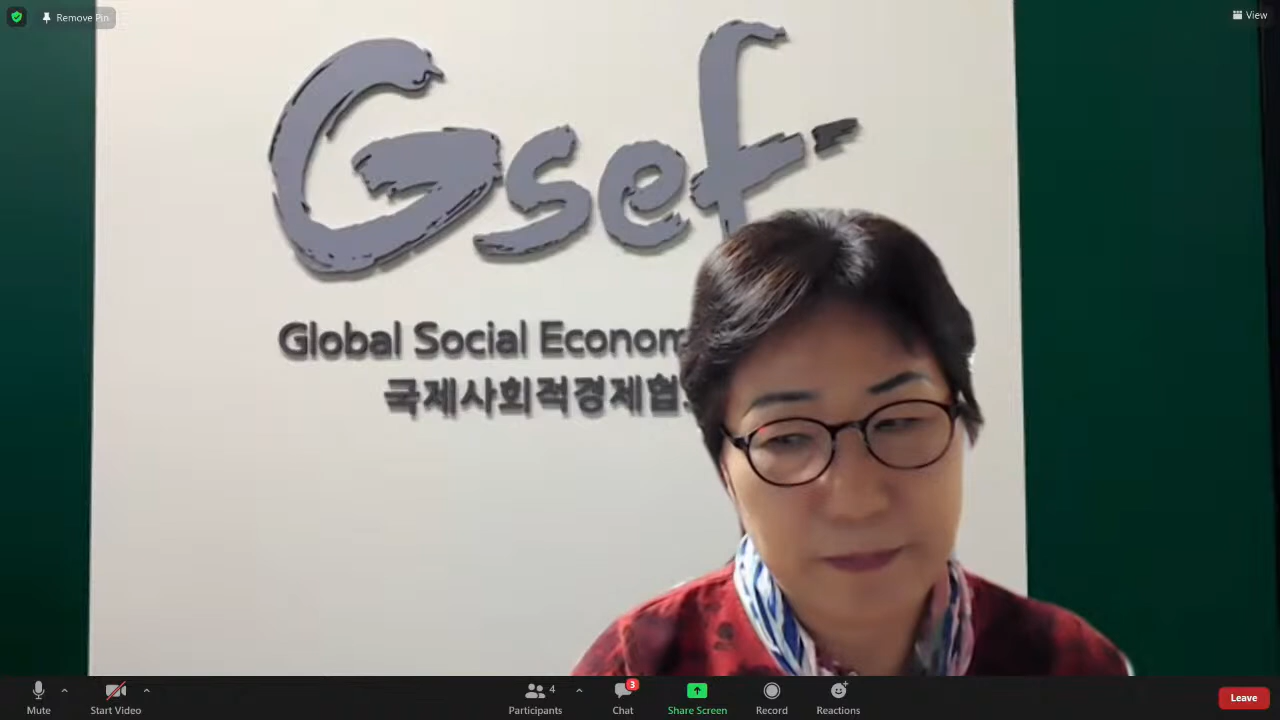 Remove Pin
View
Gsef
Global Social Econom
국제사회적경제협
Mute
Start Video
Participants
4
Chat
3
Share Screen
Record
Reactions
Leave